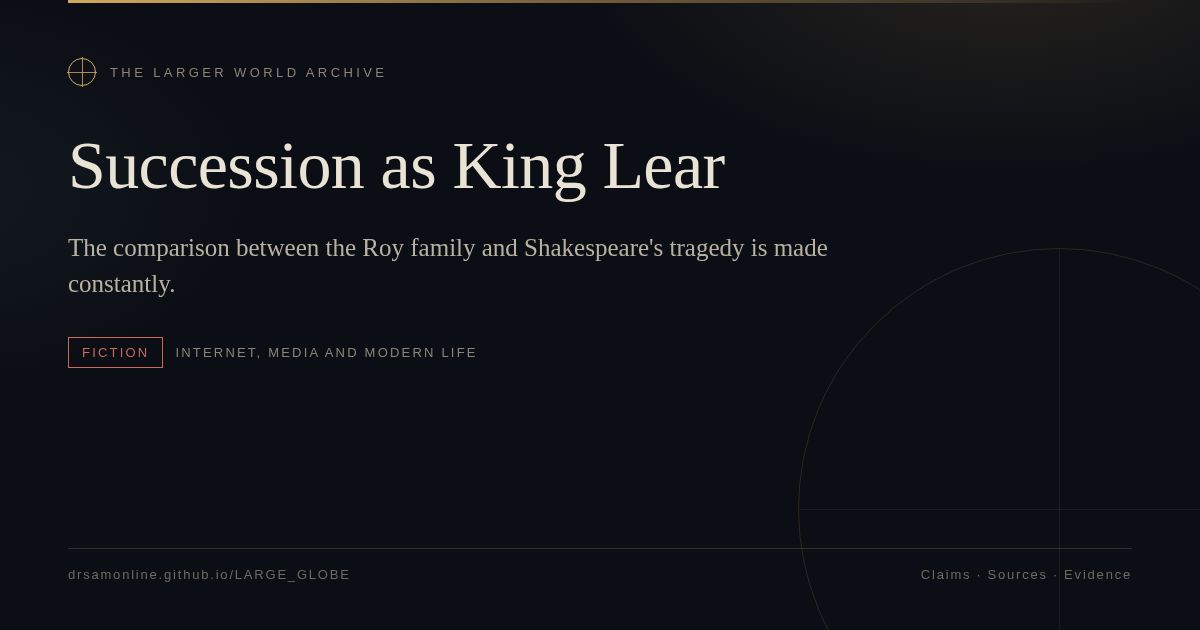 THE LARGER WORLD ARCHIVE
Succession as King Lear
The comparison between the Roy family and Shakespeare's tragedy is made
constantly.
FICTION INTERNET, MEDIA AND MODERN LIFE
drsamonline.github.io/LARGE_GLOBE Claims · Sources · Evidence